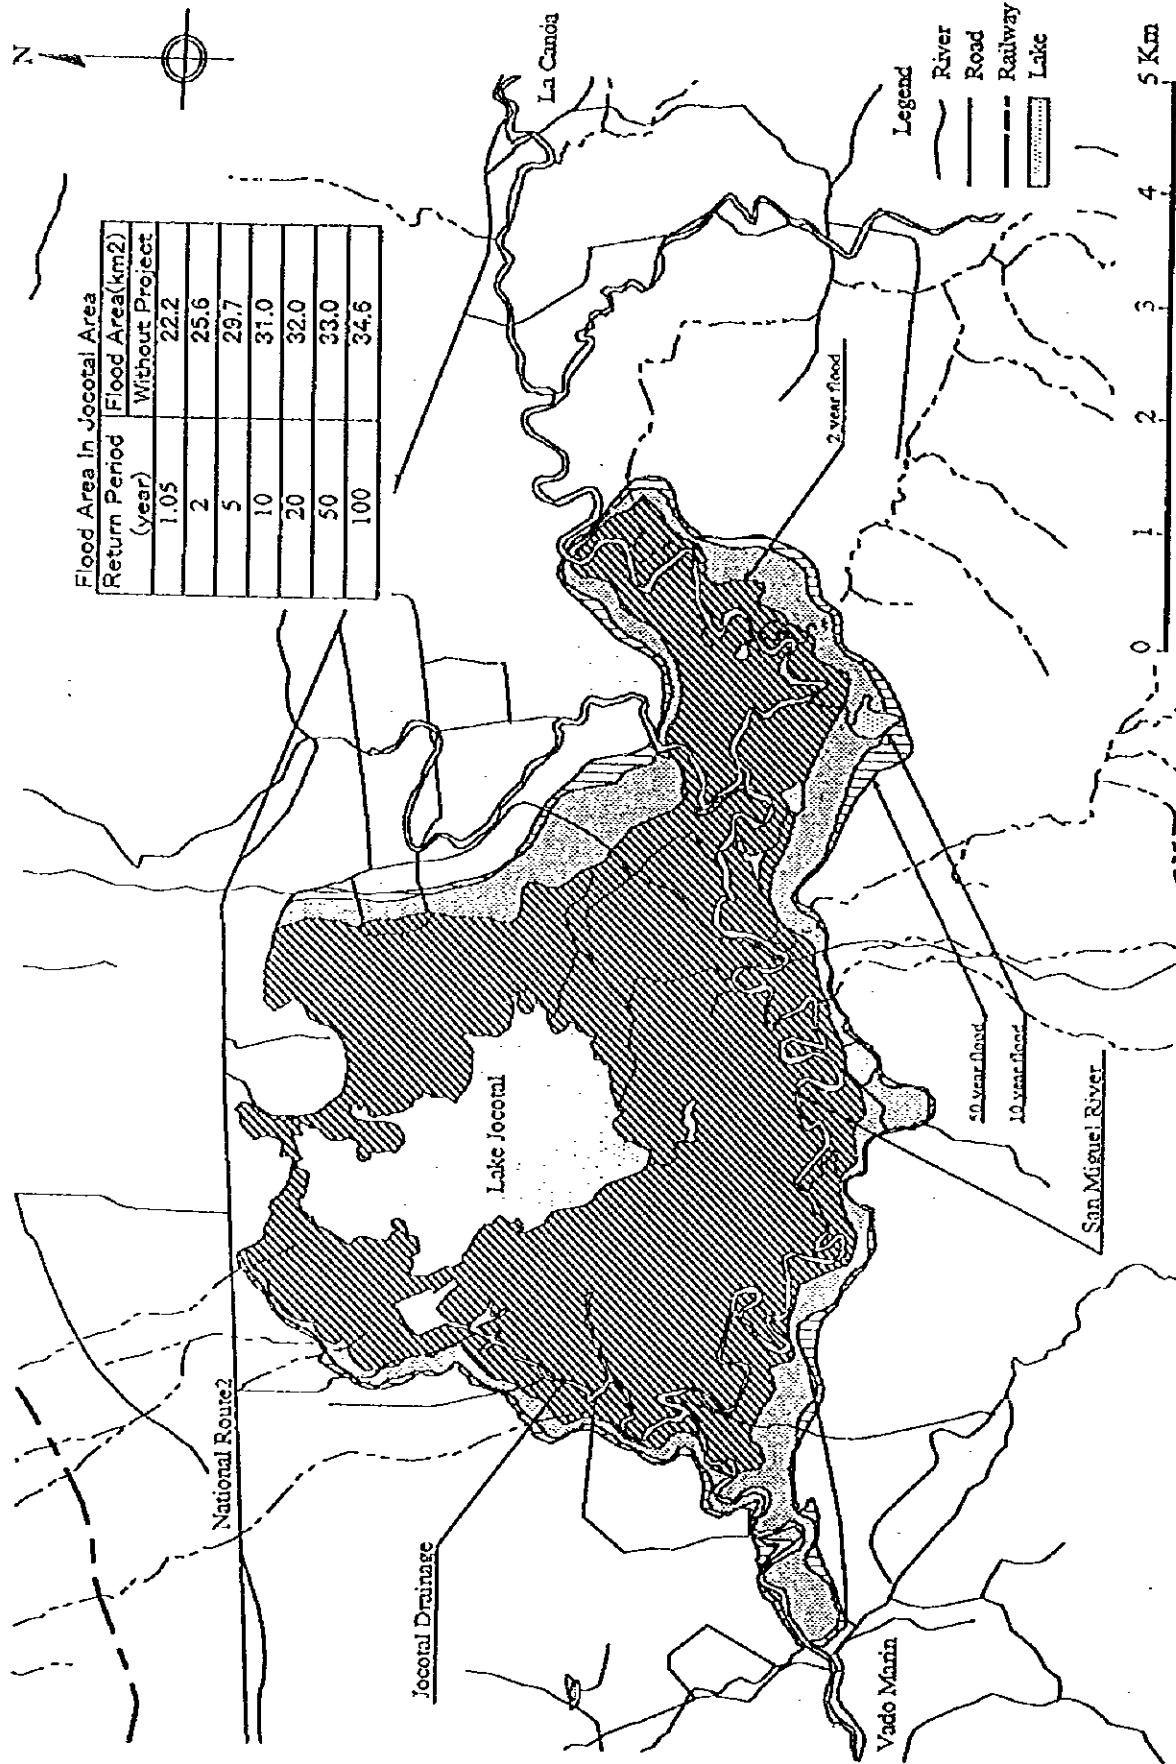 N
Flood Area In Jocotal Area
Return Period (year) Flood Area(km2) Without Project
1.05 22.2
2 25.6
5 29.7
10 31.0
20 32.0
50 33.0
100 34.6
La Canoa
National Route2
Lake Jocotal
Jocotal Drainage
2 year flood
50 year flood
10 year flood
San Miguel River
Vado Marin
Legend
River
Road
Railway
Lake
0 1 2 3 4 5 Km